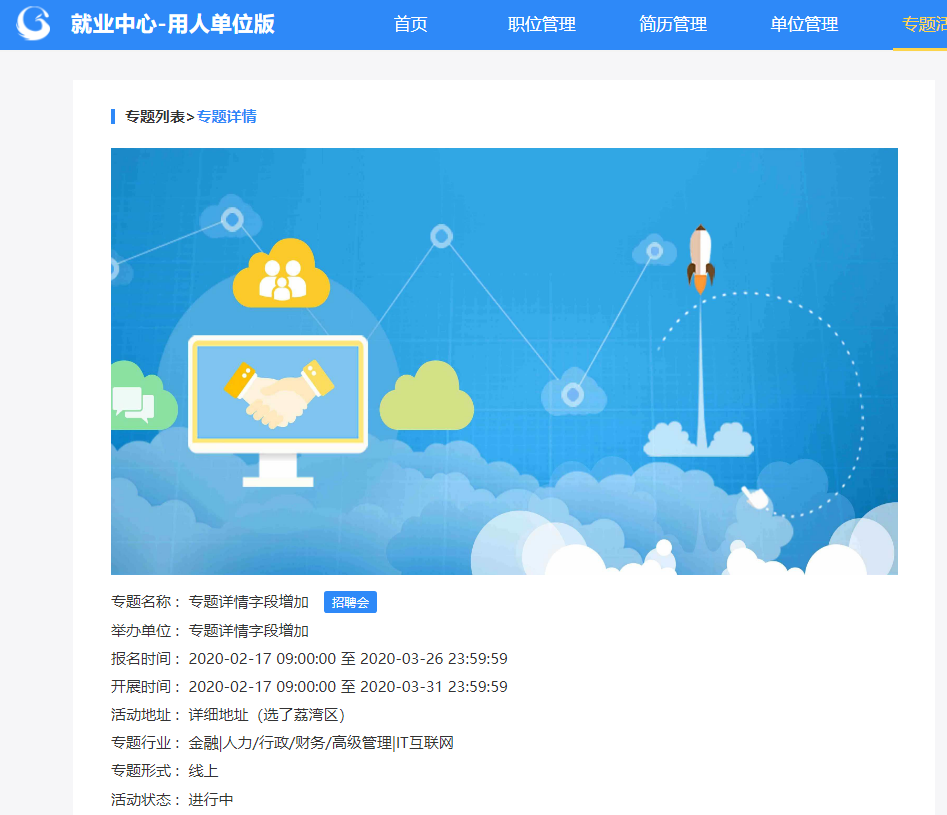 就业中心-用人单位版 首页 职位管理 简历管理 单位管理 专题活
专题列表>专题详情
专题名称： 专题详情字段增加 招聘会
举办单位： 专题详情字段增加
报名时间： 2020-02-17 09:00:00 至 2020-03-26 23:59:59
开展时间： 2020-02-17 09:00:00 至 2020-03-31 23:59:59
活动地址： 详细地址（选了荔湾区）
专题行业： 金融|人力/行政/财务/高级管理|IT互联网
专题形式： 线上
活动状态： 进行中